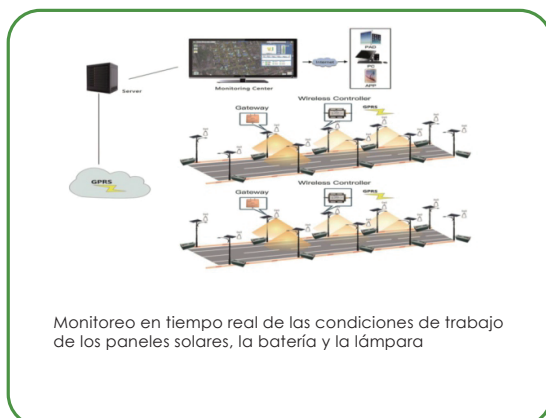 PAD
PC
APP
Internet
Server
Monitoring Center
Gateway
Wireless Controller
GPRS
GPRS
Gateway
Wireless Controller
GPRS
Monitoreo en tiempo real de las condiciones de trabajo
de los paneles solares, la batería y la lámpara